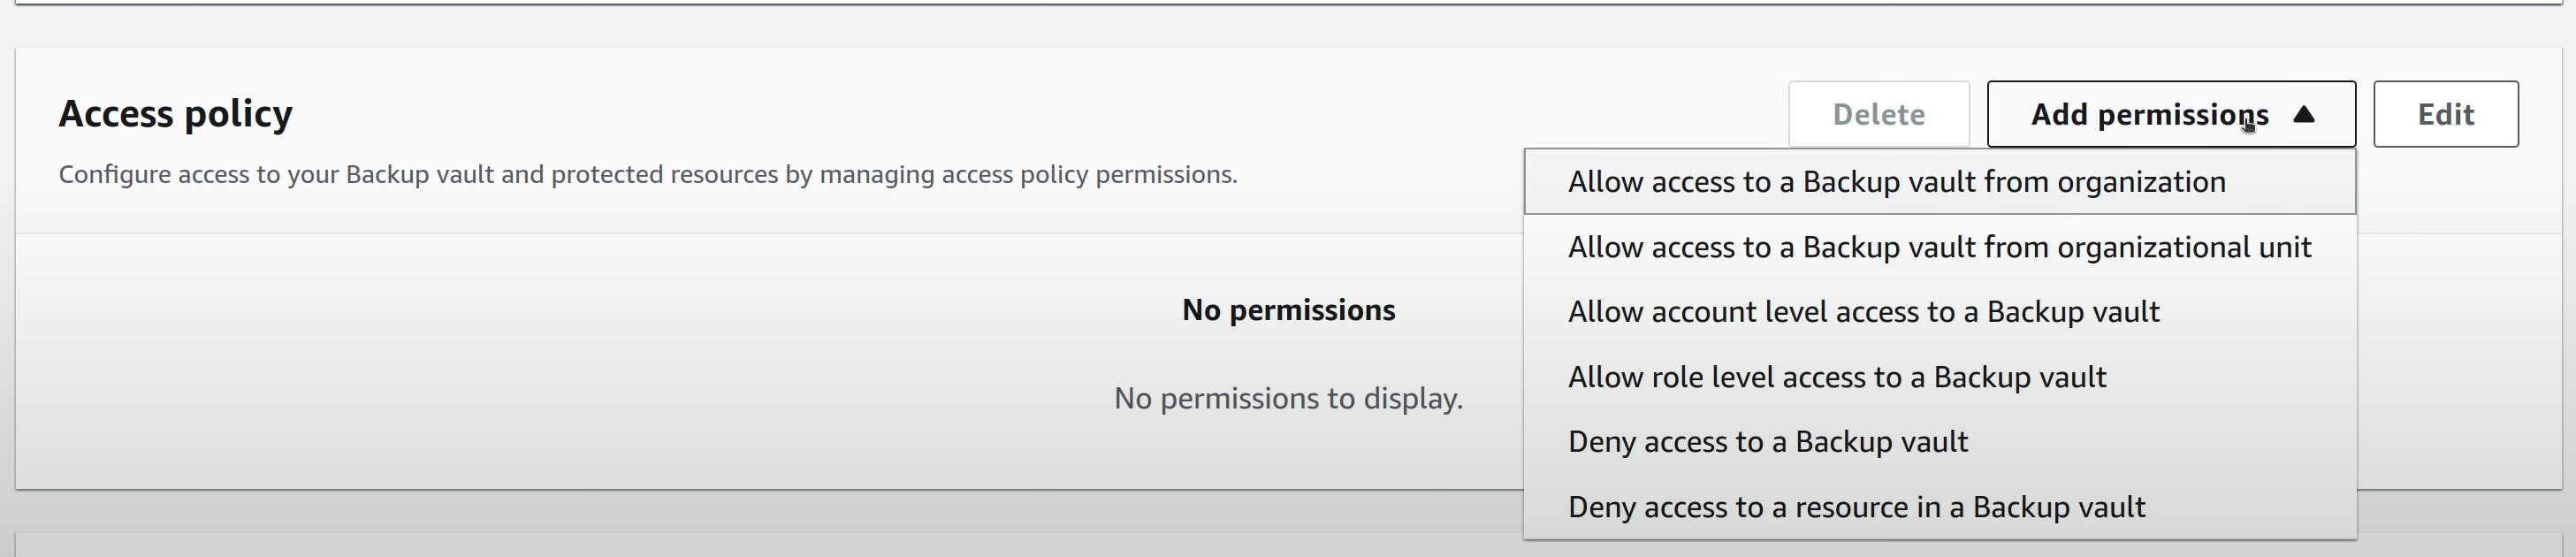 Access policy
Delete
Add permissions
Edit
Configure access to your Backup vault and protected resources by managing access policy permissions.
Allow access to a Backup vault from organization
Allow access to a Backup vault from organizational unit
Allow account level access to a Backup vault
Allow role level access to a Backup vault
Deny access to a Backup vault
Deny access to a resource in a Backup vault
No permissions
No permissions to display.